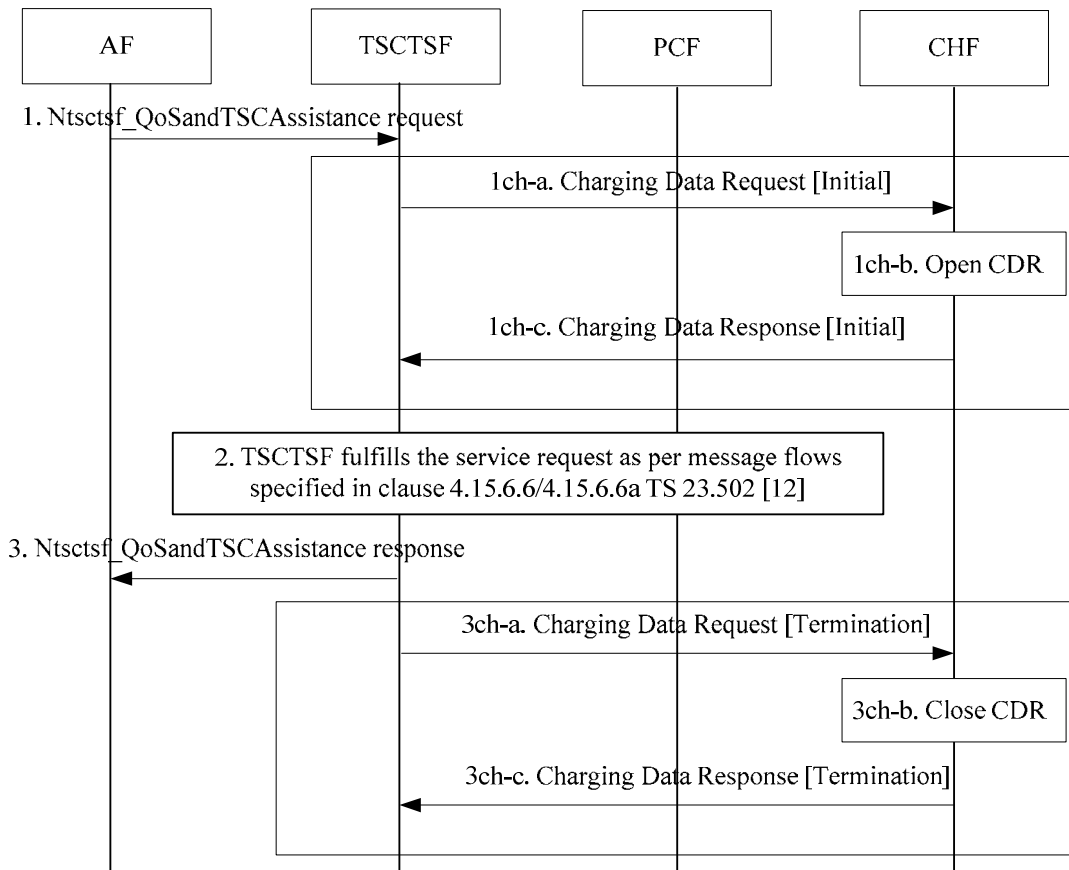 AF
TSCTSF
PCF
CHF
1. Ntsctsf_QoSandTSCAssistance request
1ch-a. Charging Data Request [Initial]
1ch-b. Open CDR
1ch-c. Charging Data Response [Initial]
2. TSCTSF fulfills the service request as per message flows
specified in clause 4.15.6.6/4.15.6.6a TS 23.502 [12]
3. Ntsctsf_QoSandTSCAssistance response
3ch-a. Charging Data Request [Termination]
3ch-b. Close CDR
3ch-c. Charging Data Response [Termination]